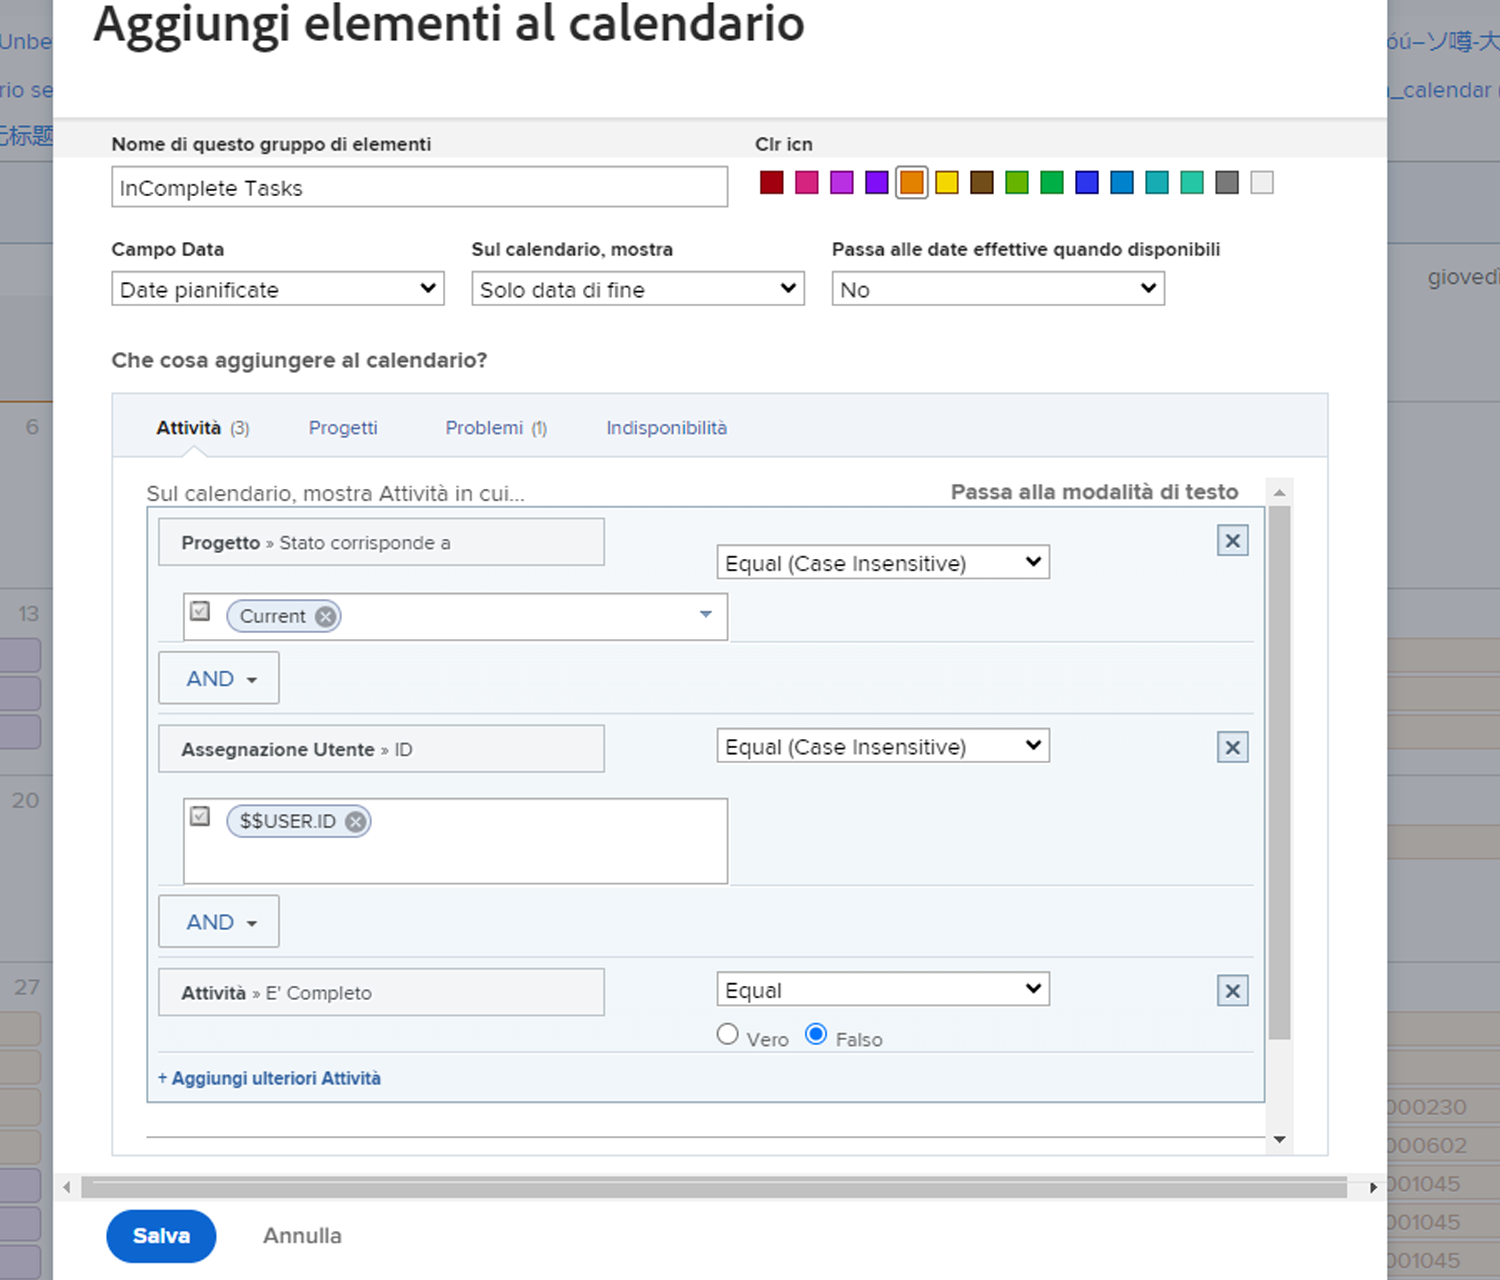 Aggiungi elementi al calendario
Unbe
óú–ソ噂-大
rio se
_calendar
无标题
Nome di questo gruppo di elementi
Clr icn
InComplete Tasks
Campo Data
Sul calendario, mostra
Passa alle date effettive quando disponibili
Date pianificate
Solo data di fine
No
giovedì
Che cosa aggiungere al calendario?
Attività (3)
Progetti
Problemi (1)
Indisponibilità
6
Sul calendario, mostra Attività in cui...
Passa alla modalità di testo
Progetto » Stato corrisponde a
Equal (Case Insensitive)
13
Current
AND
Assegnazione Utente » ID
Equal (Case Insensitive)
20
$$USER.ID
AND
27
Attività » E' Completo
Equal
Vero
Falso
+ Aggiungi ulteriori Attività
000230
000602
001045
001045
001045
Salva
Annulla